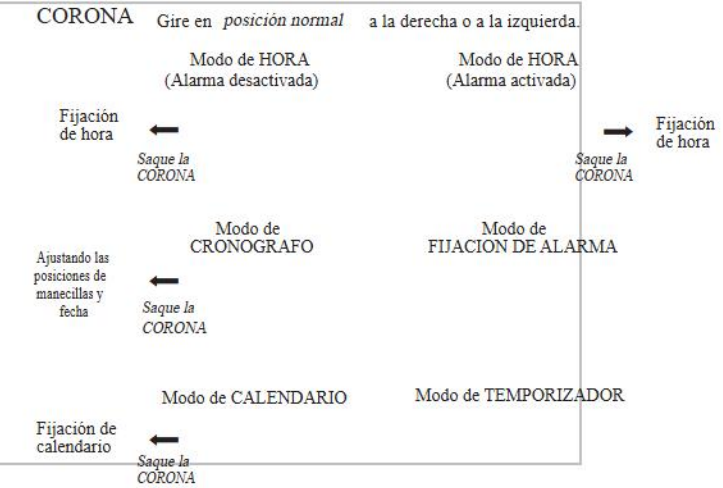 CORONA Gire en posición normal a la derecha o a la izquierda.
Modo de HORA
(Alarma desactivada)
Modo de HORA
(Alarma activada)
Fijación
de hora
Saque la
CORONA
Saque la
CORONA
Fijación
de hora
Modo de
CRONOGRAFO
Modo de
FIJACION DE ALARMA
Ajustando las
posiciones de
manecillas y
fecha
Saque la
CORONA
Modo de CALENDARIO
Modo de TEMPORIZADOR
Fijación de
calendario
Saque la
CORONA